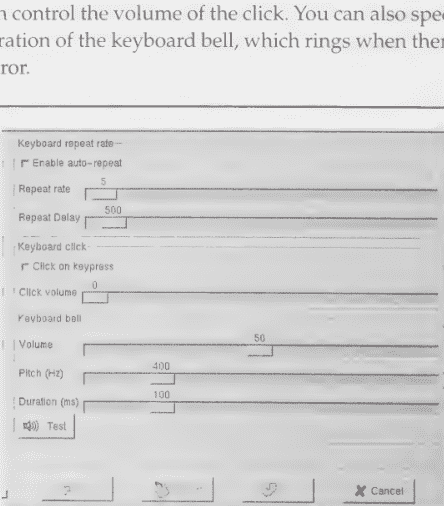 n control the volume of the click. You can also spe
ration of the keyboard bell, which rings when ther
ror.
Keyboard repeat rate
Enable auto-repeat
Repeat rate 5
Repeat Delay 500
Keyboard click
Click on keypress
Click volume 0
Keyboard bell
Volume 50
Pitch (Hz) 400
Duration (ms) 100
Test
? Cancel